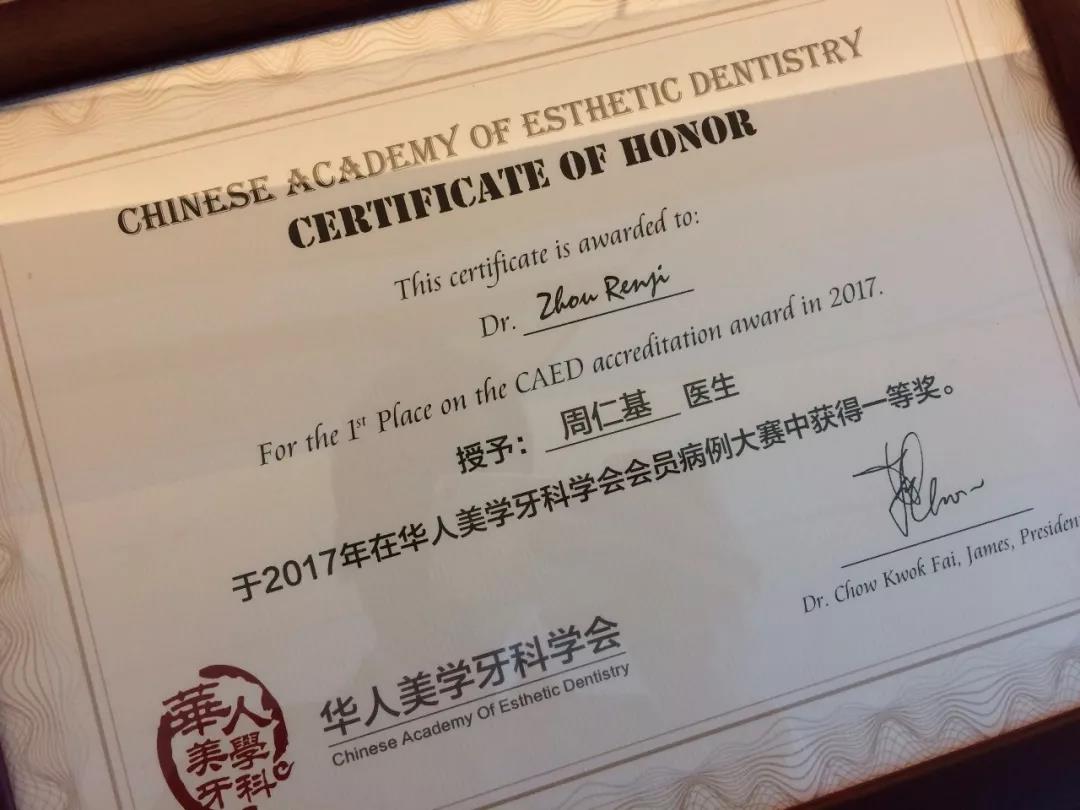 CHINESE ACADEMY OF ESTHETIC DENTISTRY
CERTIFICATE OF HONOR
This certificate is awarded to:
Dr. Zhou Renji
For the 1st Place on the CAED accreditation award in 2017.
授予: 周仁基 医生
于2017年在华人美学牙科学会会员病例大赛中获得一等奖。
Dr. Chow Kwok Fai, James, Presiden
華人
美學
牙科
华人美学牙科学会
Chinese Academy Of Esthetic Dentistry